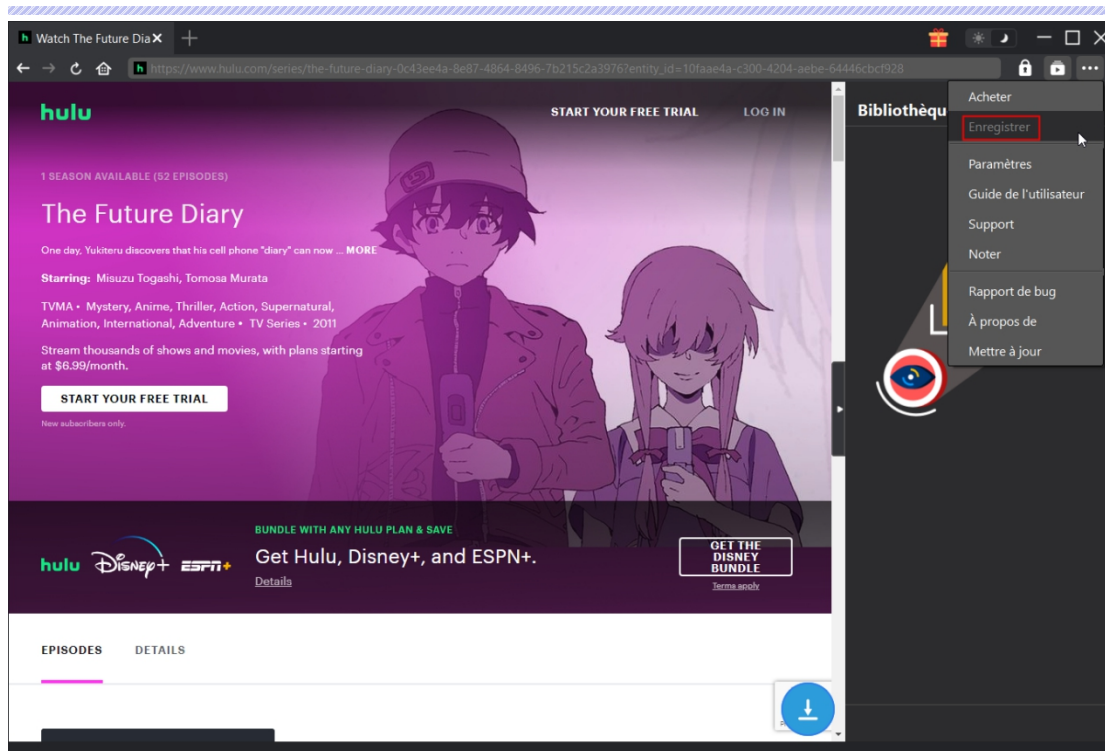 Watch The Future Dia
https://www.hulu.com/series/the-future-diary-0c43ee4a-8e87-4864-8496-7b215c2a3976?entity_id=10faae4a-c300-4204-aebe-64446cbcf928
hulu
START YOUR FREE TRIAL
LOG IN
Bibliothèqu
Acheter
Enregistrer
Paramètres
Guide de l'utilisateur
Support
Noter
Rapport de bug
À propos de
Mettre à jour
1 SEASON AVAILABLE (52 EPISODES)
The Future Diary
One day, Yukiteru discovers that his cell phone "diary" can now ... MORE
Starring: Misuzu Togashi, Tomosa Murata
TVMA • Mystery, Anime, Thriller, Action, Supernatural,
Animation, International, Adventure • TV Series • 2011
Stream thousands of shows and movies, with plans starting
at $6.99/month.
START YOUR FREE TRIAL
New subscribers only.
BUNDLE WITH ANY HULU PLAN & SAVE
hulu Disney+ ESPN+
Get Hulu, Disney+, and ESPN+.
Details
GET THE
DISNEY
BUNDLE
Terms apply
EPISODES
DETAILS